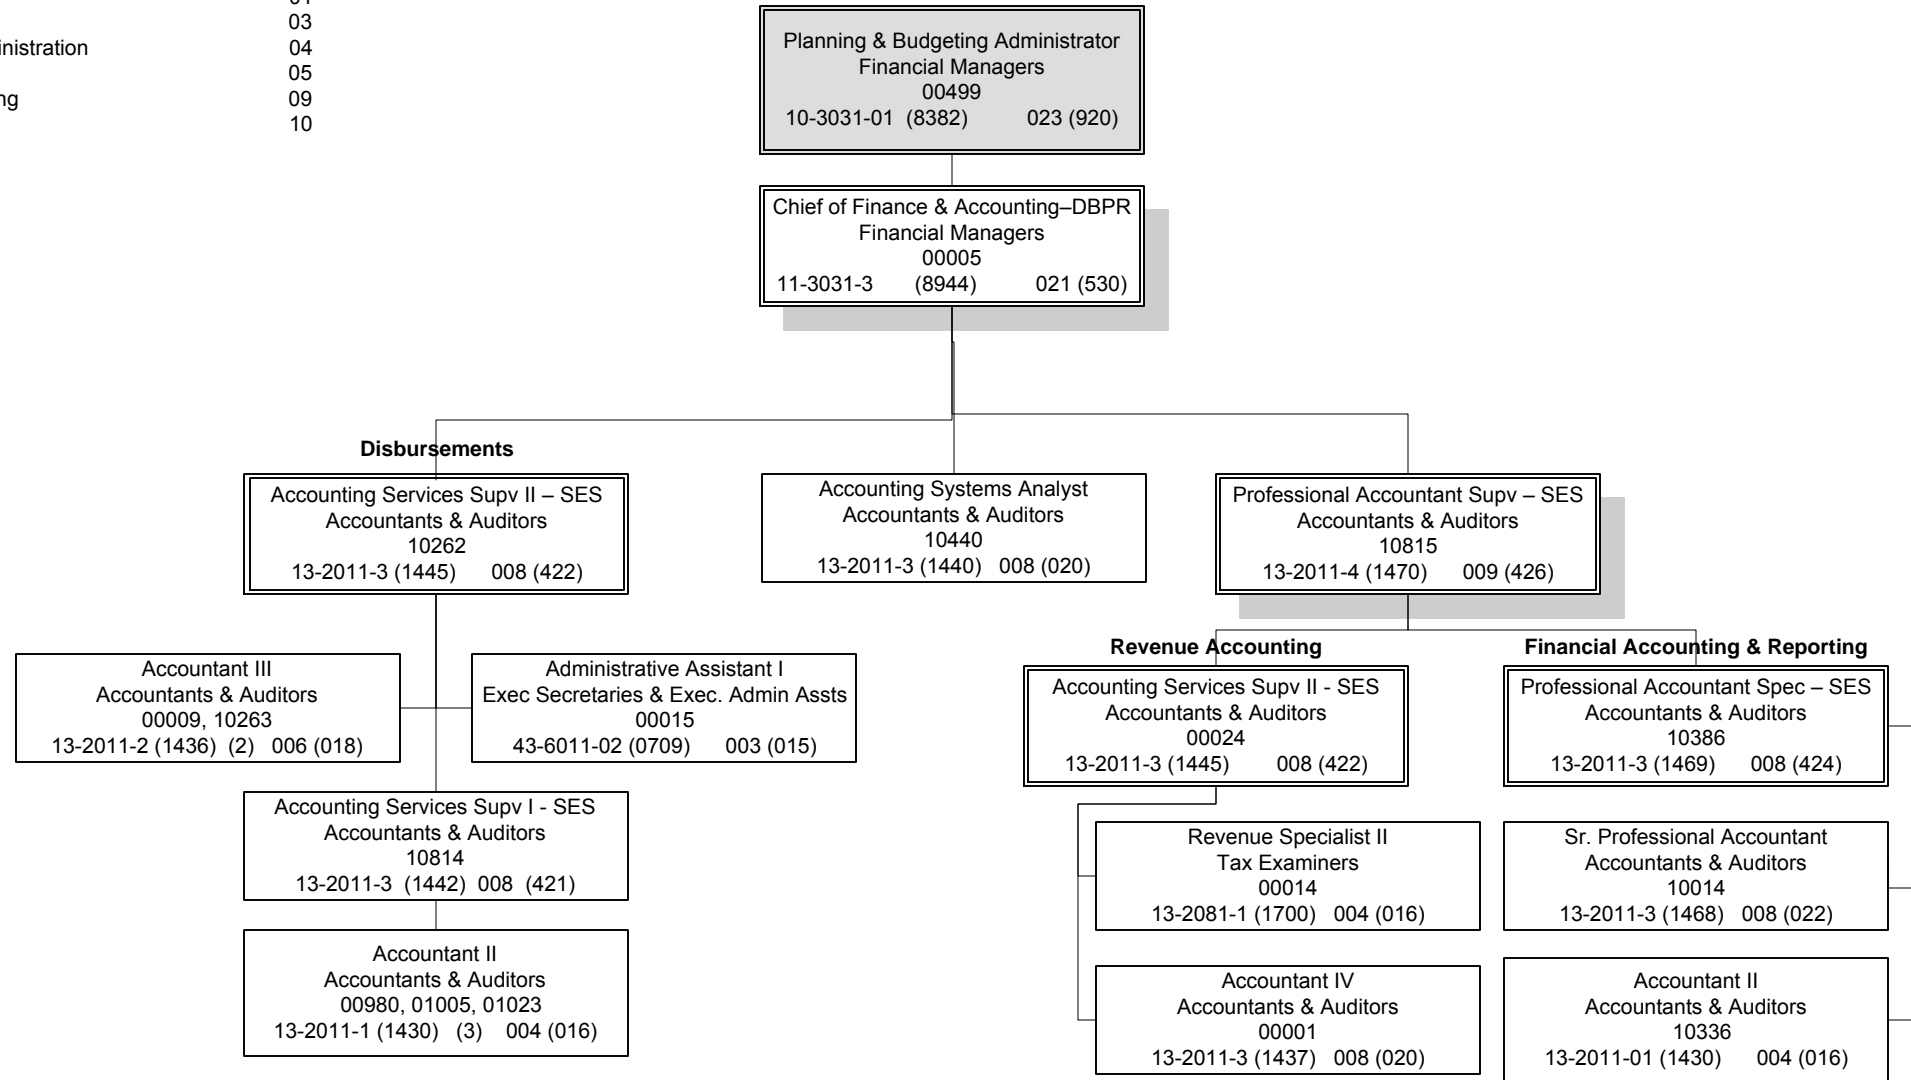 03
04
05
09
10
Planning & Budgeting Administrator
Financial Managers
00499
10-3031-01 (8382) 023 (920)
Chief of Finance & Accounting–DBPR
Financial Managers
00005
11-3031-3 (8944) 021 (530)
Disbursements
Accounting Services Supv II – SES
Accountants & Auditors
10262
13-2011-3 (1445) 008 (422)
Accounting Systems Analyst
Accountants & Auditors
10440
13-2011-3 (1440) 008 (020)
Professional Accountant Supv – SES
Accountants & Auditors
10815
13-2011-4 (1470) 009 (426)
Accountant III
Accountants & Auditors
00009, 10263
13-2011-2 (1436) (2) 006 (018)
Administrative Assistant I
Exec Secretaries & Exec. Admin Assts
00015
43-6011-02 (0709) 003 (015)
Accounting Services Supv I - SES
Accountants & Auditors
10814
13-2011-3 (1442) 008 (421)
Accountant II
Accountants & Auditors
00980, 01005, 01023
13-2011-1 (1430) (3) 004 (016)
Revenue Accounting
Accounting Services Supv II - SES
Accountants & Auditors
00024
13-2011-3 (1445) 008 (422)
Revenue Specialist II
Tax Examiners
00014
13-2081-1 (1700) 004 (016)
Accountant IV
Accountants & Auditors
00001
13-2011-3 (1437) 008 (020)
Financial Accounting & Reporting
Professional Accountant Spec – SES
Accountants & Auditors
10386
13-2011-3 (1469) 008 (424)
Sr. Professional Accountant
Accountants & Auditors
10014
13-2011-3 (1468) 008 (022)
Accountant II
Accountants & Auditors
10336
13-2011-01 (1430) 004 (016)